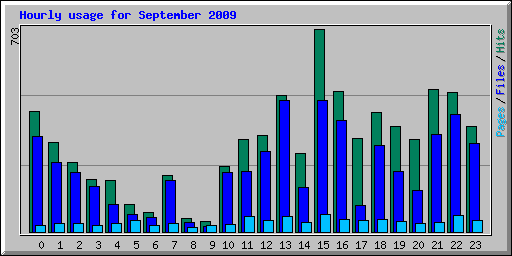 Hourly usage for September 2009
703
Pages / Files / Hits
0 1 2 3 4 5 6 7 8 9 10 11 12 13 14 15 16 17 18 19 20 21 22 23